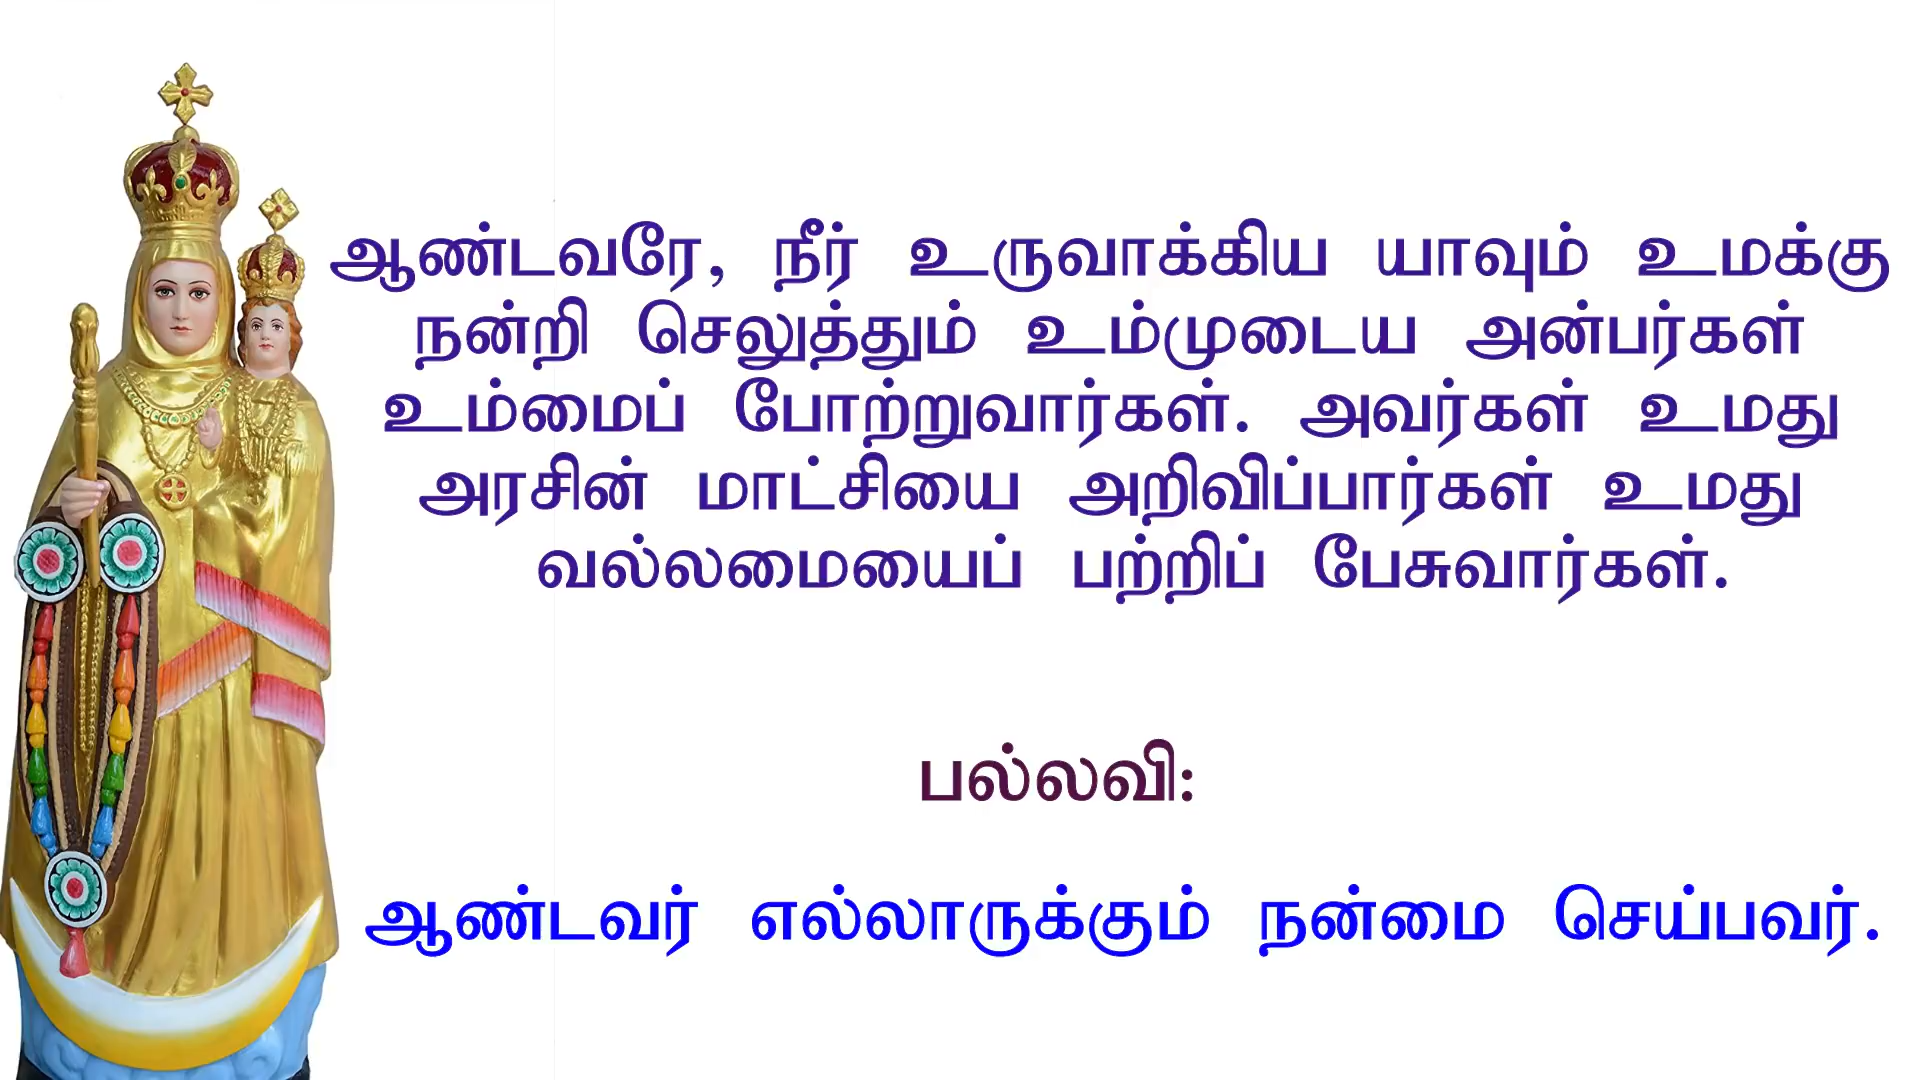 ஆண்டவரே, நீர் உருவாக்கிய யாவும் உமக்கு
நன்றி செலுத்தும் உம்முடைய அன்பர்கள்
உம்மைப் போற்றுவார்கள். அவர்கள் உமது
அரசின் மாட்சியை அறிவிப்பார்கள் உமது
வல்லமையைப் பற்றிப் பேசுவார்கள்.
பல்லவி:
ஆண்டவர் எல்லாருக்கும் நன்மை செய்பவர்.